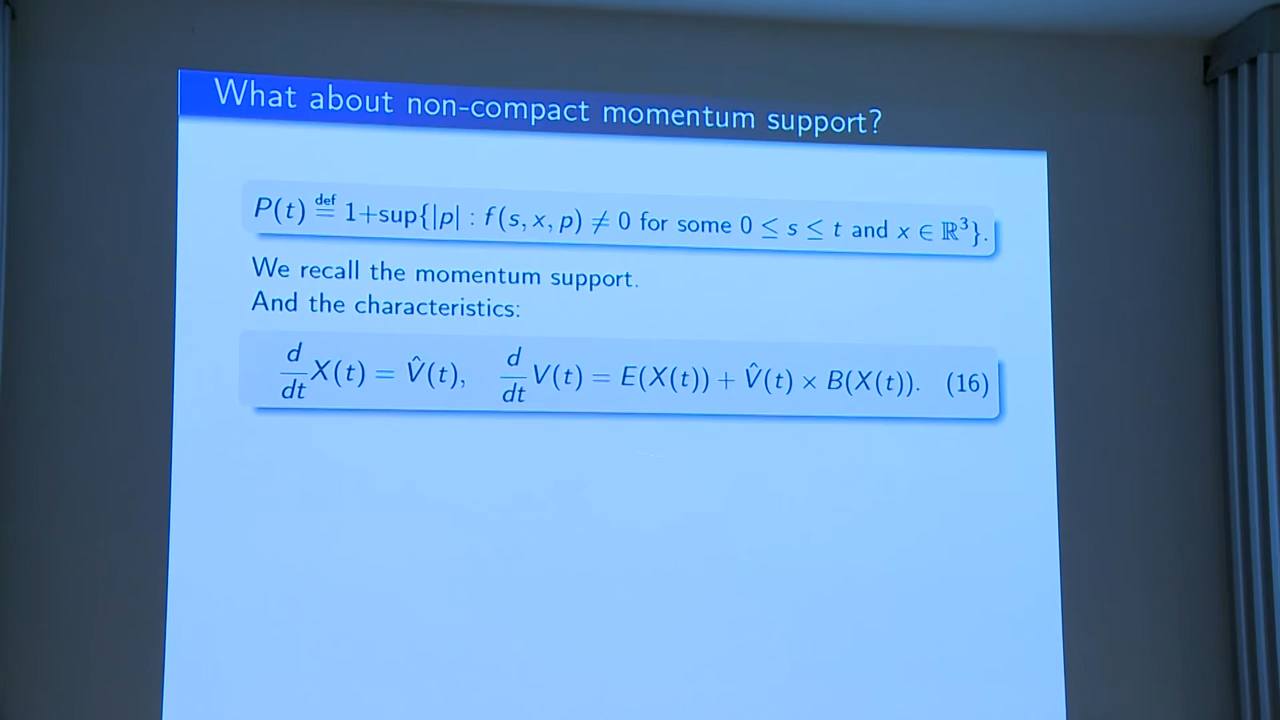 What about non-compact momentum support?
P(t) ≝ 1+sup{|p| : f(s, x, p) ≠ 0 for some 0 ≤ s ≤ t and x ∈ ℝ³}.
We recall the momentum support.
And the characteristics:
d/dt X(t) = V̂(t), d/dt V(t) = E(X(t)) + V̂(t) × B(X(t)). (16)